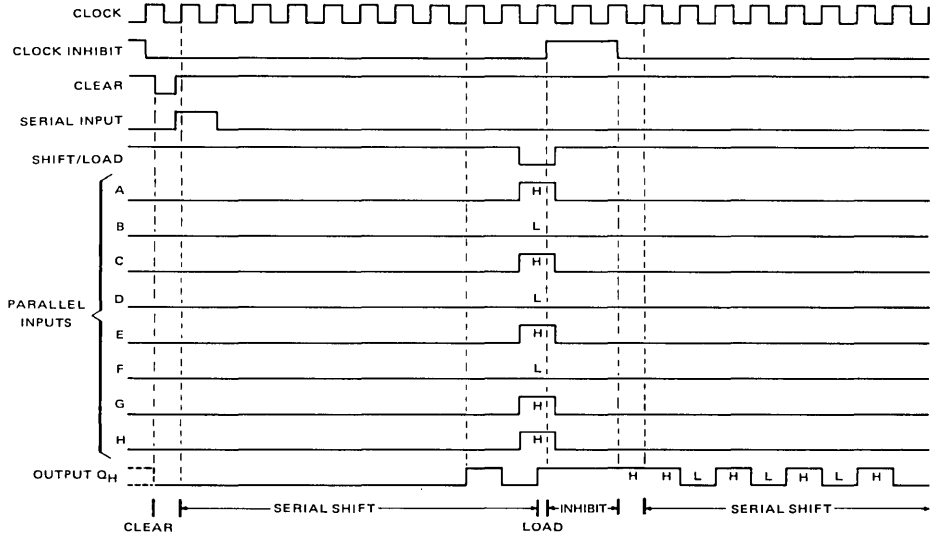 CLOCK
CLOCK INHIBIT
CLEAR
SERIAL INPUT
SHIFT/LOAD
PARALLEL
INPUTS
A H
B L
C H
D L
E H
F L
G H
H H
OUTPUT QH H H L H L H L H
SERIAL SHIFT INHIBIT SERIAL SHIFT
CLEAR LOAD